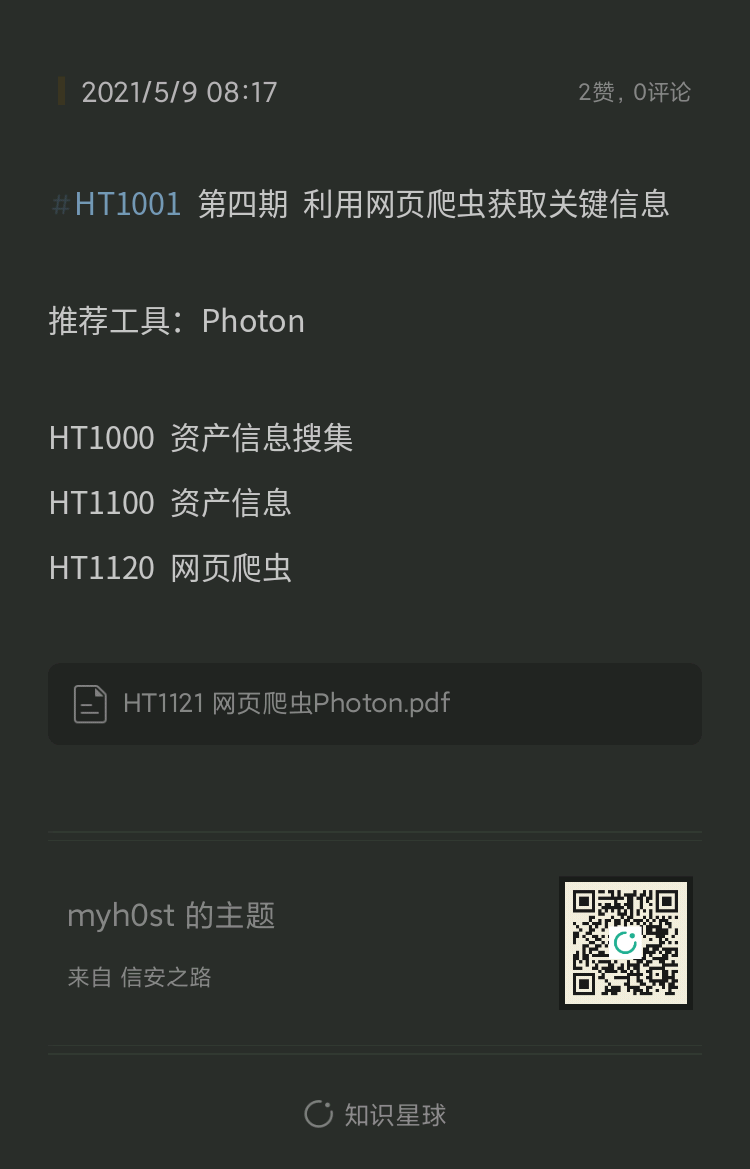 2021/5/9 08:17
2赞, 0评论
#HT1001 第四期 利用网页爬虫获取关键信息
推荐工具：Photon
HT1000 资产信息搜集
HT1100 资产信息
HT1120 网页爬虫
HT1121 网页爬虫Photon.pdf
myh0st 的主题
来自 信安之路
知识星球